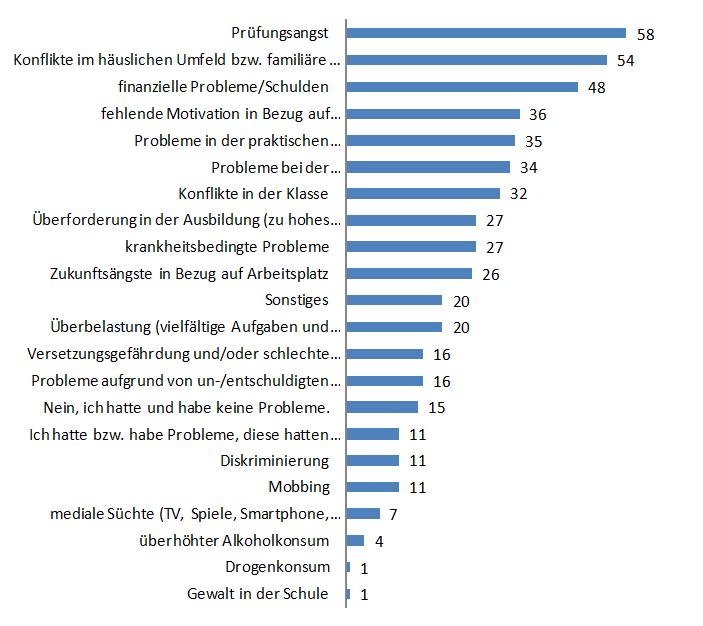 Prüfungsangst 58
Konflikte im häuslichen Umfeld bzw. familiäre ... 54
finanzielle Probleme/Schulden 48
fehlende Motivation in Bezug auf... 36
Probleme in der praktischen... 35
Probleme bei der... 34
Konflikte in der Klasse 32
Überforderung in der Ausbildung (zu hohes... 27
krankheitsbedingte Probleme 27
Zukunftsängste in Bezug auf Arbeitsplatz 26
Sonstiges 20
Überbelastung (vielfältige Aufgaben und... 20
Versetzungsgefährdung und/oder schlechte... 16
Probleme aufgrund von un-/entschuldigten... 16
Nein, ich hatte und habe keine Probleme. 15
Ich hatte bzw. habe Probleme, diese hatten... 11
Diskriminierung 11
Mobbing 11
mediale Süchte (TV, Spiele, Smartphone,... 7
überhöhter Alkoholkonsum 4
Drogenkonsum 1
Gewalt in der Schule 1